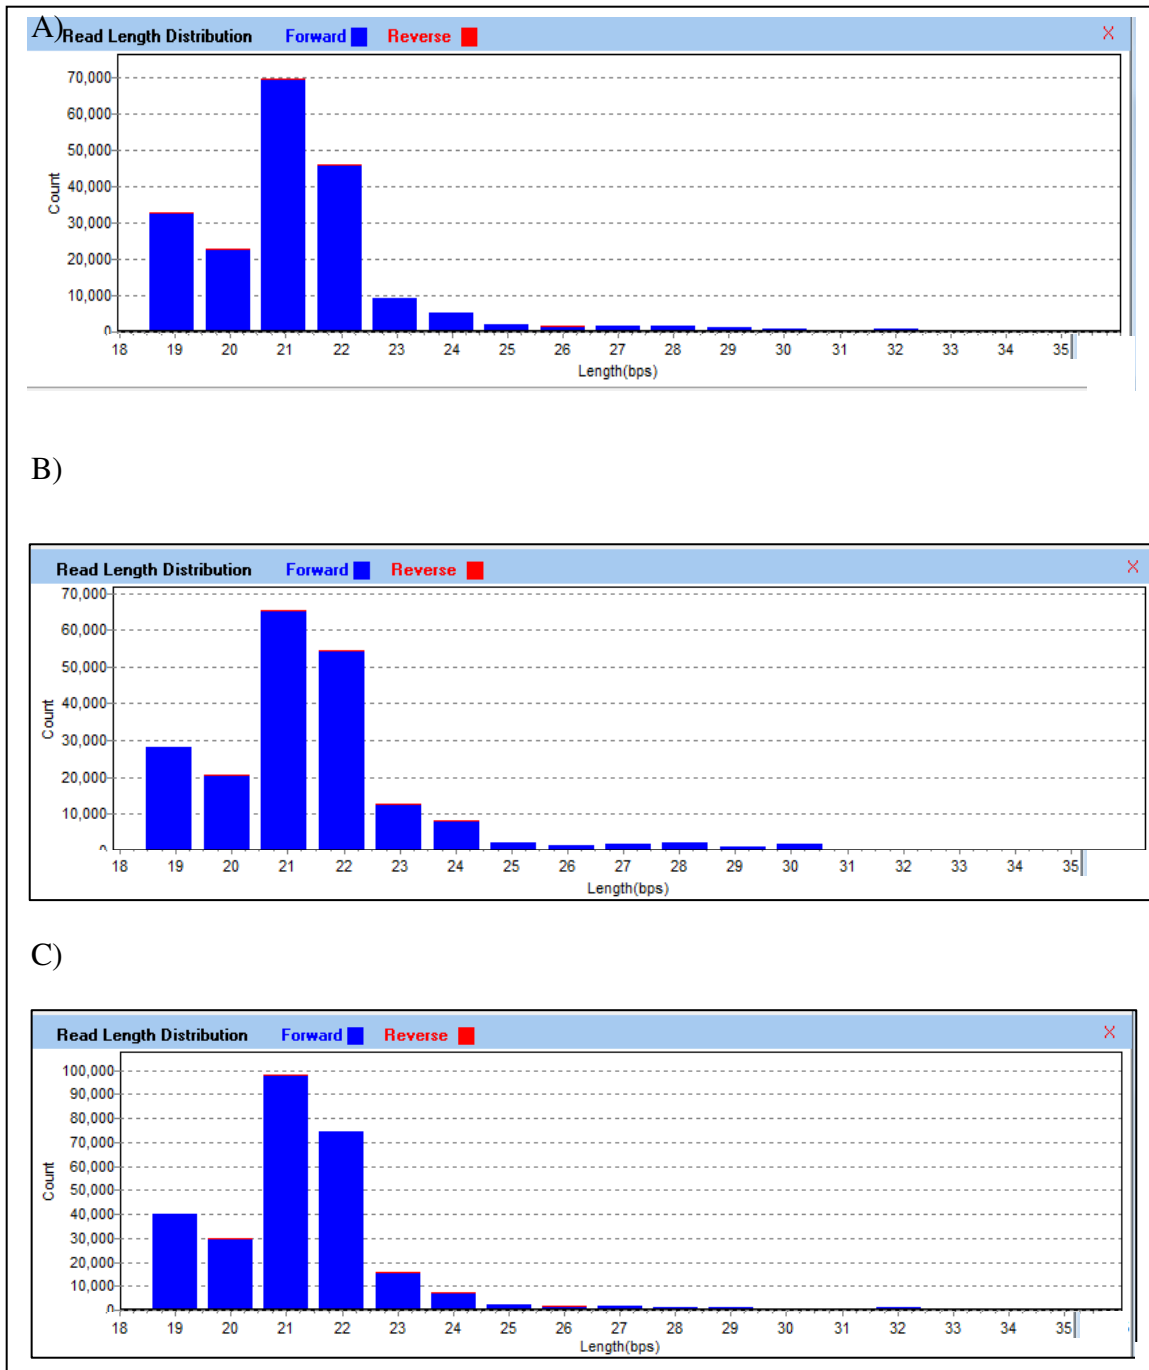 A)
Read Length Distribution Forward Reverse X
70,000
60,000
50,000
40,000
30,000
20,000
10,000
0
Count
18 19 20 21 22 23 24 25 26 27 28 29 30 31 32 33 34 35
Length(bps)
B)
Read Length Distribution Forward Reverse X
70,000
60,000
50,000
40,000
30,000
20,000
10,000
0
Count
18 19 20 21 22 23 24 25 26 27 28 29 30 31 32 33 34 35
Length(bps)
C)
Read Length Distribution Forward Reverse X
100,000
90,000
80,000
70,000
60,000
50,000
40,000
30,000
20,000
10,000
0
Count
18 19 20 21 22 23 24 25 26 27 28 29 30 31 32 33 34 35
Length(bps)